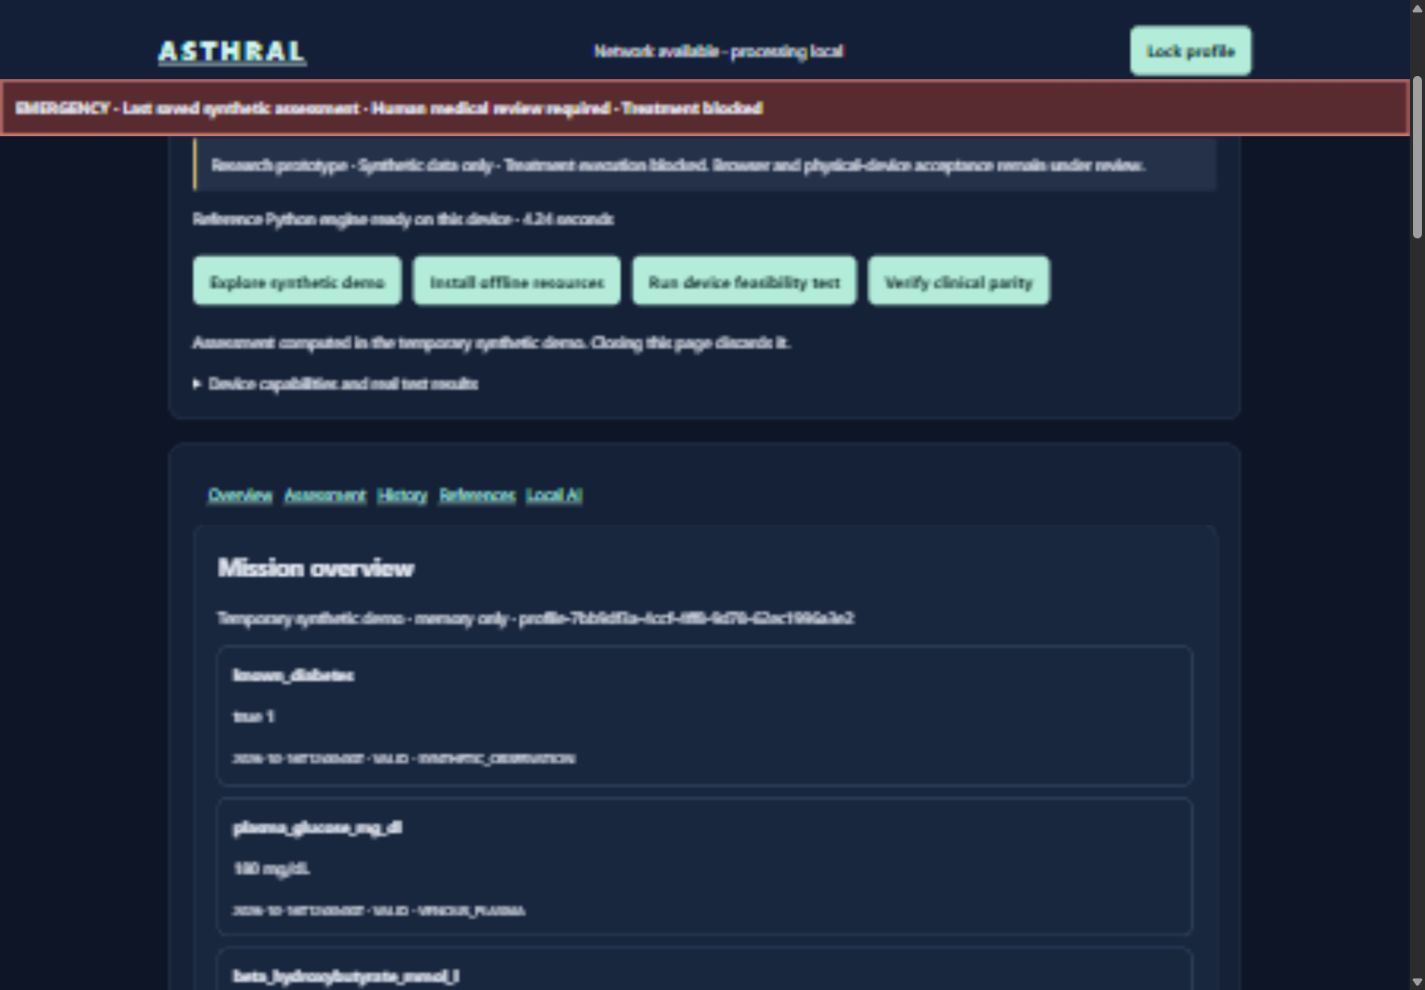 ASTHRAL
Network available - processing local
Lock profile
EMERGENCY - Last saved synthetic assessment - Human medical review required - Treatment blocked
Research prototype - Synthetic data only - Treatment execution blocked. Browser and physical-device acceptance remain under review.
Reference Python engine ready on this device - 4.24 seconds
Explore synthetic demo
Install offline resources
Run device feasibility test
Verify clinical parity
Assessment computed in the temporary synthetic demo. Closing this page discards it.
Device capabilities and real test results
Overview Assessment History References Local AI
Mission overview
Temporary synthetic demo - memory only -
known_diabetes
true 1
VALID - SYNTHETIC_OBSERVATION
plasma_glucose_mg_dl
180 mg/dL
VALID - VENOUS_PLASMA
beta_hydroxybutyrate_mmol_l